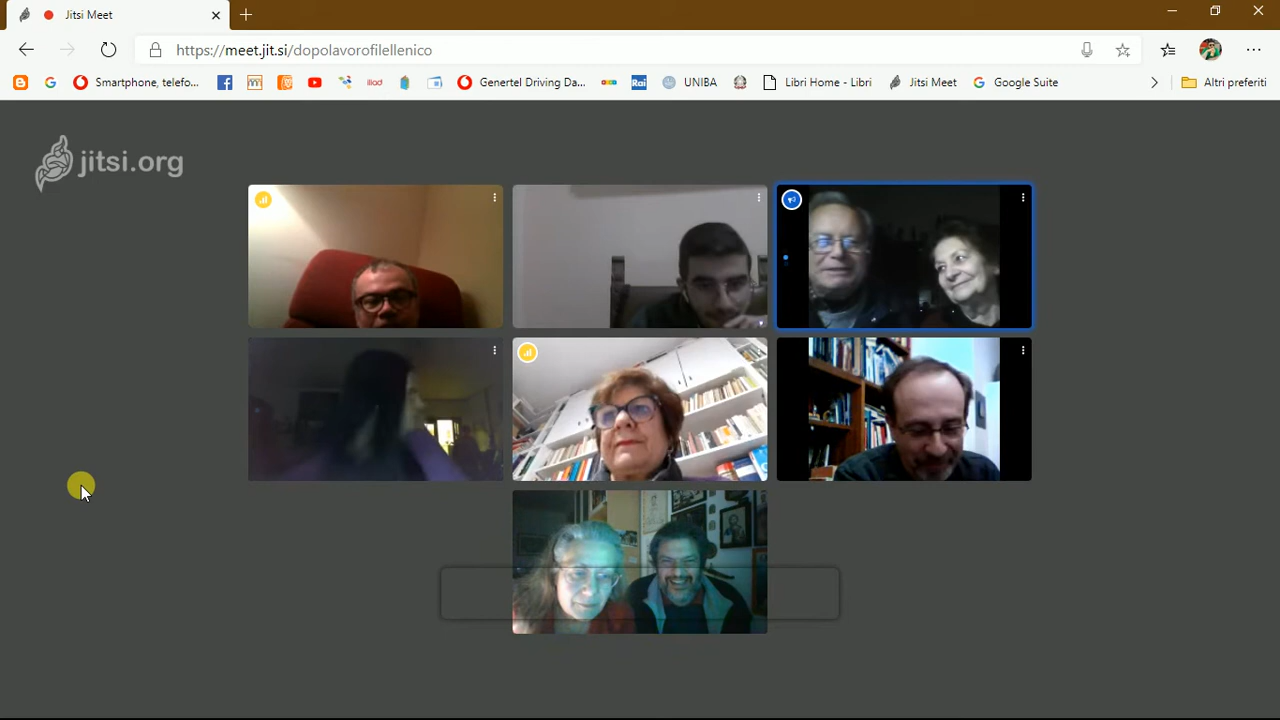 Jitsi Meet
https://meet.jit.si/dopolavorofilellenico
Smartphone, telefo...
Genertel Driving Da...
Rai
UNIBA
Libri Home - Libri
Jitsi Meet
Google Suite
Altri preferiti
jitsi.org